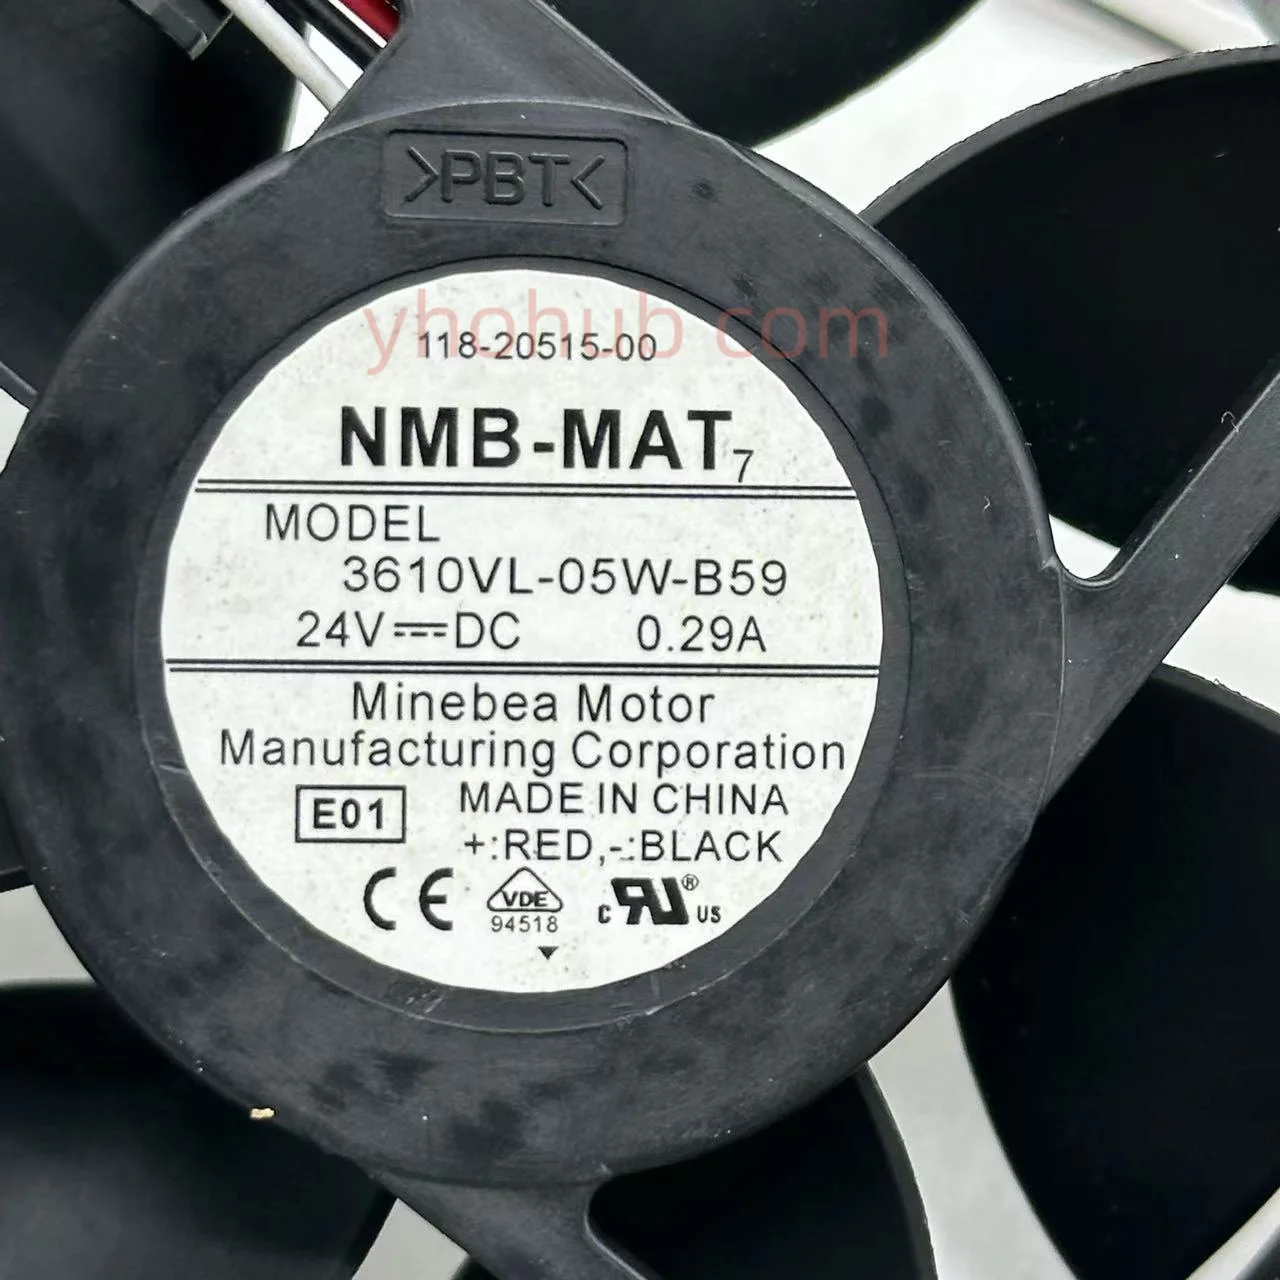 >PBT<
yhohub.com
118-20515-00
NMB-MAT7
MODEL
3610VL-05W-B59
24V⎓DC 0.29A
Minebea Motor
Manufacturing Corporation
E01 MADE IN CHINA
+:RED,-:BLACK
CE VDE c RU® US
94518